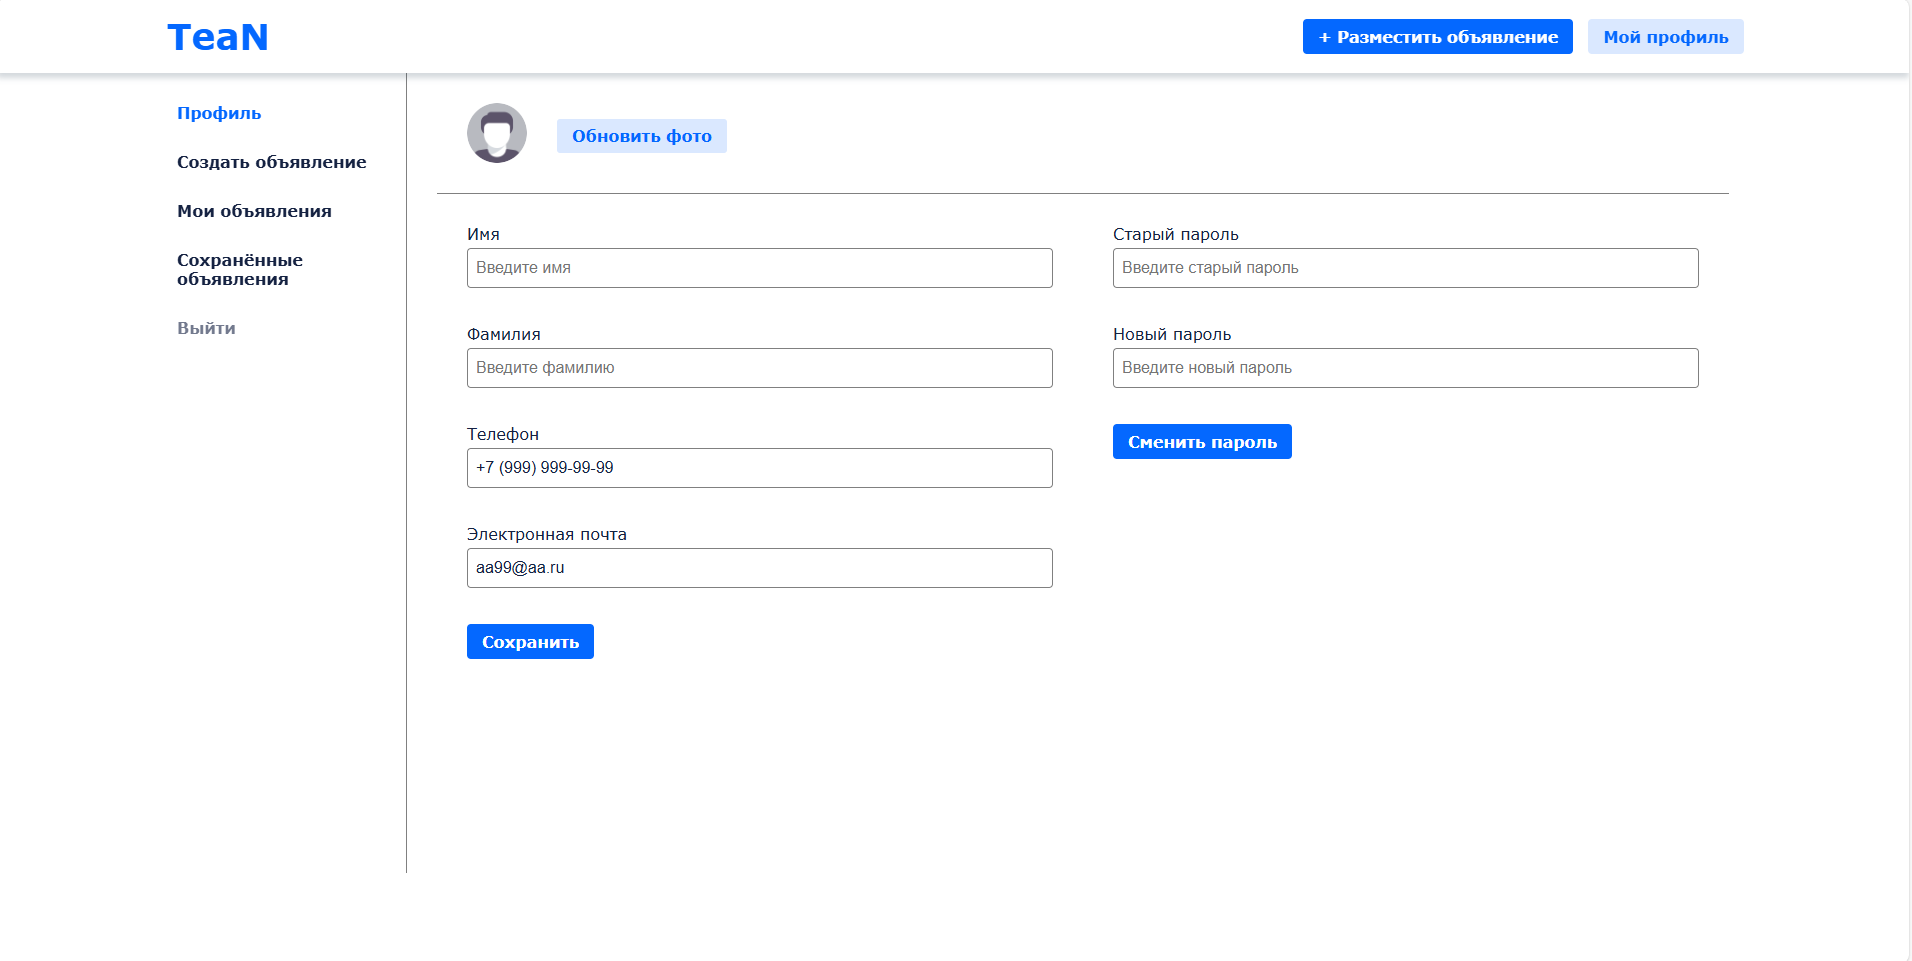 TeaN
+ Разместить объявление
Мой профиль
Профиль
Создать объявление
Мои объявления
Сохранённые
объявления
Выйти
Обновить фото
Имя
Введите имя
Фамилия
Введите фамилию
Телефон
+7 (999) 999-99-99
Электронная почта
aa99@aa.ru
Сохранить
Старый пароль
Введите старый пароль
Новый пароль
Введите новый пароль
Сменить пароль